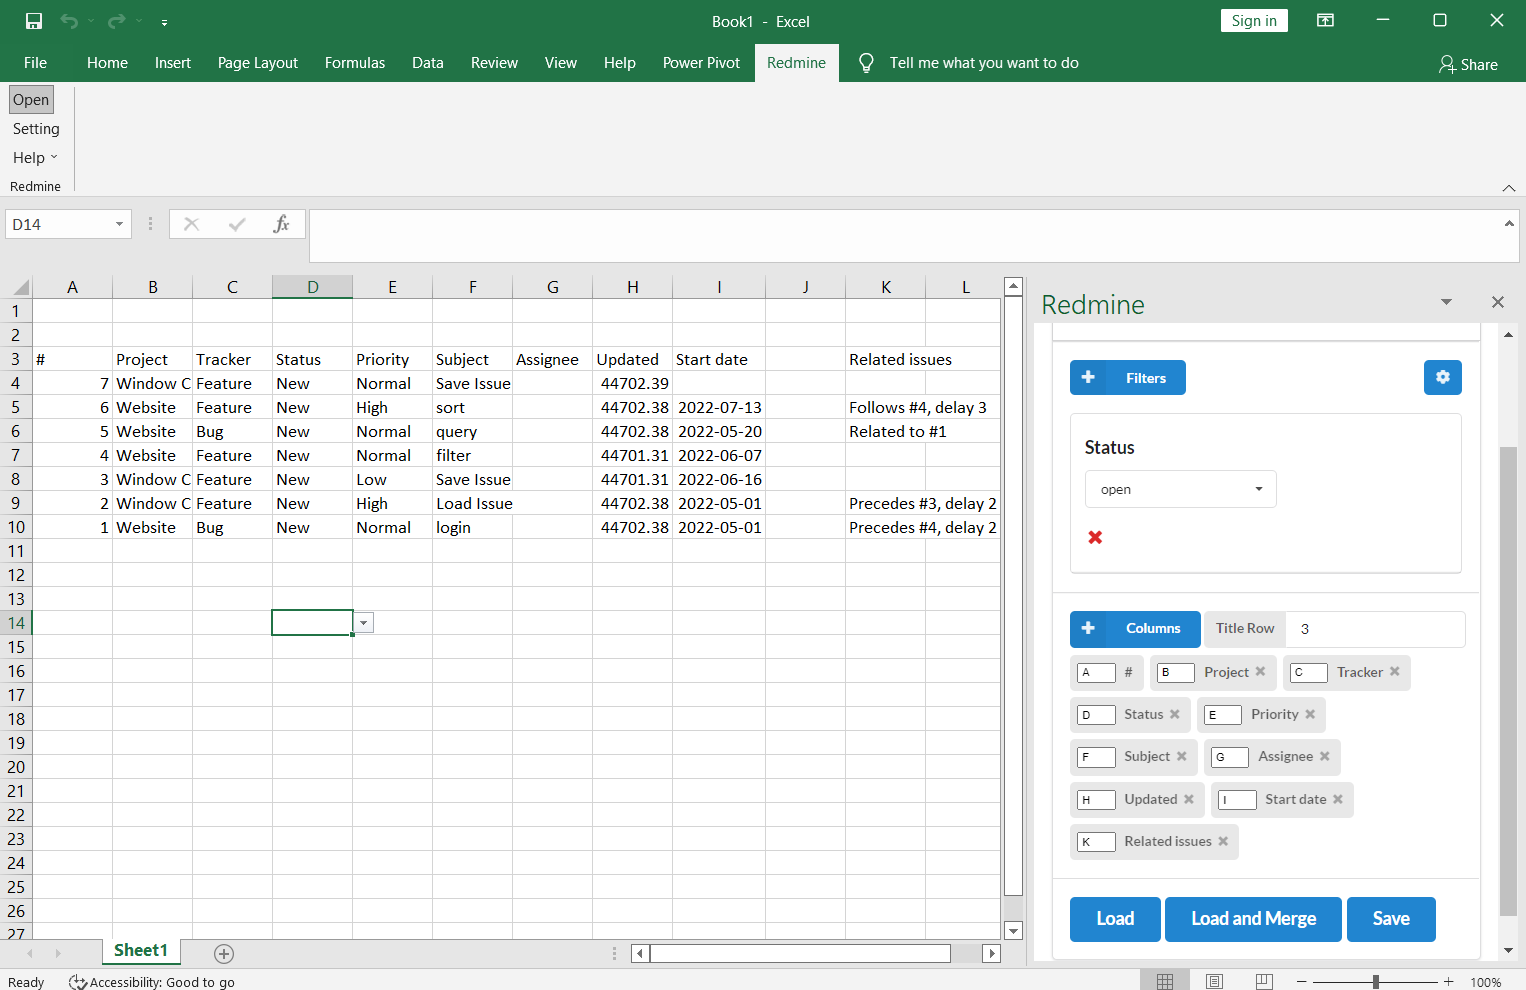 Book1 - Excel
Sign in
File Home Insert Page Layout Formulas Data Review View Help Power Pivot Redmine Tell me what you want to do Share
Open
Setting
Help
Redmine
D14
fx
A B C D E F G H I J K L
1
2
3 # Project Tracker Status Priority Subject Assignee Updated Start date Related issues
4 7 Window C Feature New Normal Save Issue 44702.39
5 6 Website Feature New High sort 44702.38 2022-07-13 Follows #4, delay 3
6 5 Website Bug New Normal query 44702.38 2022-05-20 Related to #1
7 4 Website Feature New Normal filter 44701.31 2022-06-07
8 3 Window C Feature New Low Save Issue 44701.31 2022-06-16
9 2 Window C Feature New High Load Issue 44702.38 2022-05-01 Precedes #3, delay 2
10 1 Website Bug New Normal login 44702.38 2022-05-01 Precedes #4, delay 2
11
12
13
14
15
16
17
18
19
20
21
22
23
24
25
26
27
Redmine
Filters
Status
open
Columns Title Row 3
A # B Project C Tracker
D Status E Priority
F Subject G Assignee
H Updated I Start date
K Related issues
Load Load and Merge Save
Sheet1
Ready Accessibility: Good to go 100%